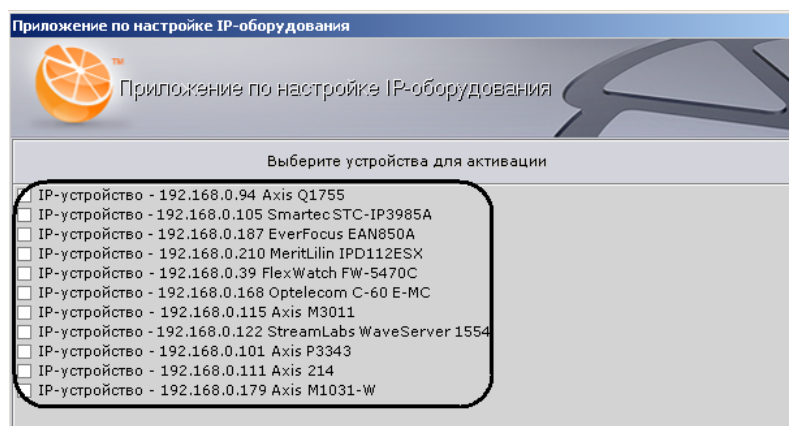 Приложение по настройке IP-оборудования
TM
Приложение по настройке IP-оборудования
Выберите устройства для активации
IP-устройство - 192.168.0.94 Axis Q1755
IP-устройство - 192.168.0.105 Smartec STC-IP3985A
IP-устройство - 192.168.0.187 EverFocus EAN850A
IP-устройство - 192.168.0.210 MeritLilin IPD112ESX
IP-устройство - 192.168.0.39 FlexWatch FW-5470C
IP-устройство - 192.168.0.168 Optelecom C-60 E-MC
IP-устройство - 192.168.0.115 Axis M3011
IP-устройство - 192.168.0.122 StreamLabs WaveServer 1554
IP-устройство - 192.168.0.101 Axis P3343
IP-устройство - 192.168.0.111 Axis 214
IP-устройство - 192.168.0.179 Axis M1031-W